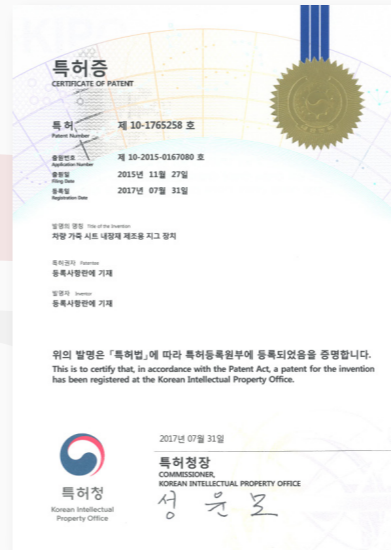 특허증
CERTIFICATE OF PATENT
특 허 제 10-1765258 호
Patent Number
출원번호 제 10-2015-0167080 호
Application Number
출원일 2015년 11월 27일
Filing Date
등록일 2017년 07월 31일
Registration Date
발명의 명칭 Title of the Invention
차량 가죽 시트 내장재 제조용 지그 장치
특허권자 Patentee
등록사항란에 기재
발명자 Inventor
등록사항란에 기재
위의 발명은 「특허법」에 따라 특허등록원부에 등록되었음을 증명합니다.
This is to certify that, in accordance with the Patent Act, a patent for the invention
has been registered at the Korean Intellectual Property Office.
2017년 07월 31일
특허청장
COMMISSIONER,
KOREAN INTELLECTUAL PROPERTY OFFICE
성 윤 모
특허청
Korean Intellectual
Property Office